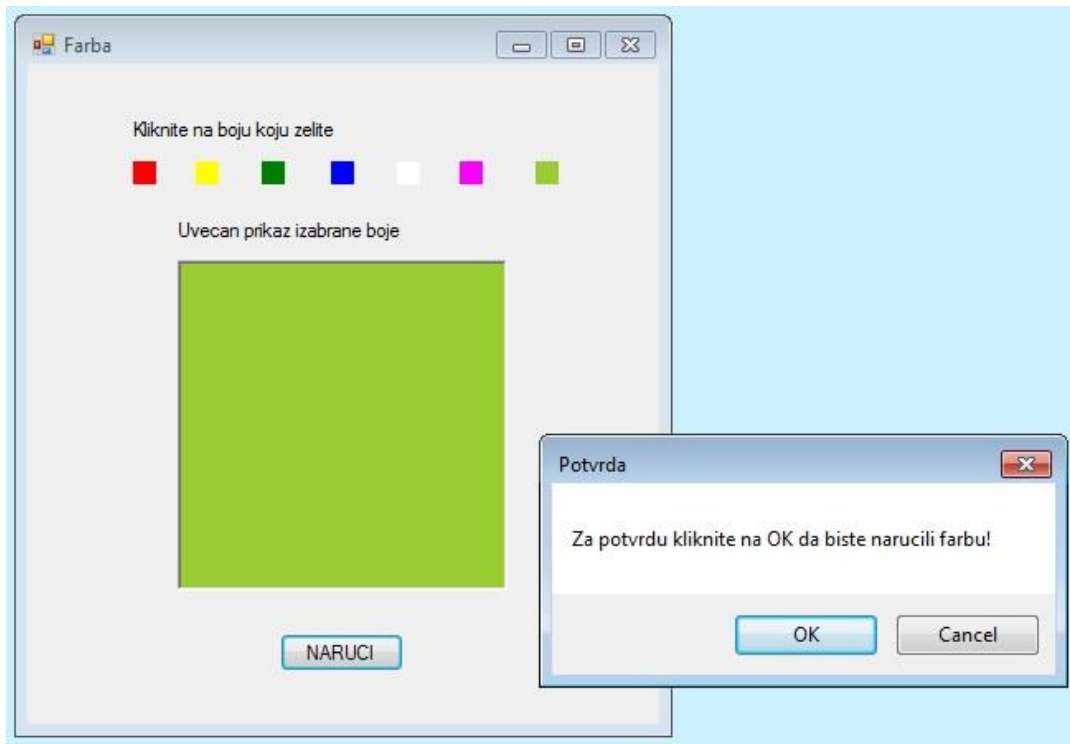 Farba
Kliknite na boju koju zelite
Uvecan prikaz izabrane boje
NARUCI
Potvrda
Za potvrdu kliknite na OK da biste narucili farbu!
OK
Cancel